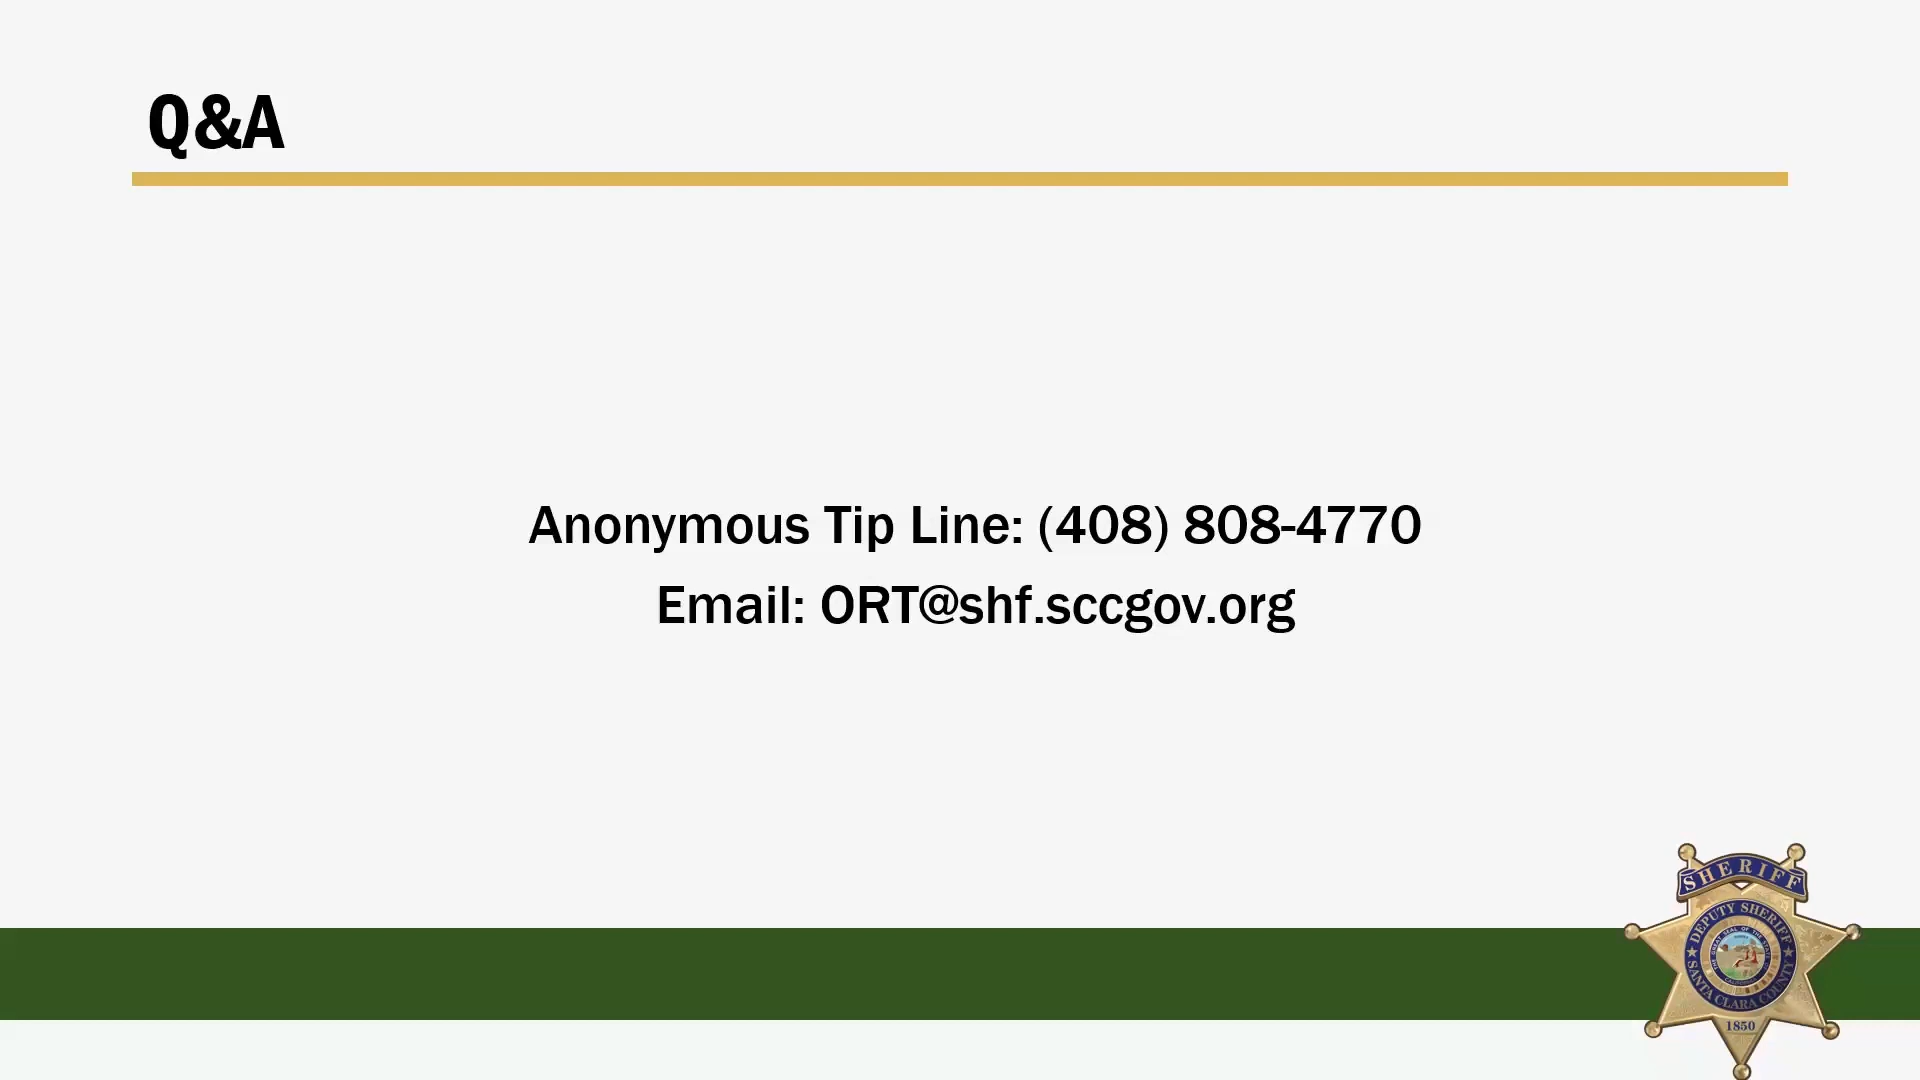 Q&A
Anonymous Tip Line: (408) 808-4770
Email: ORT@shf.sccgov.org
SHERIFF
DEPUTY SHERIFF
SANTA CLARA COUNTY
1850